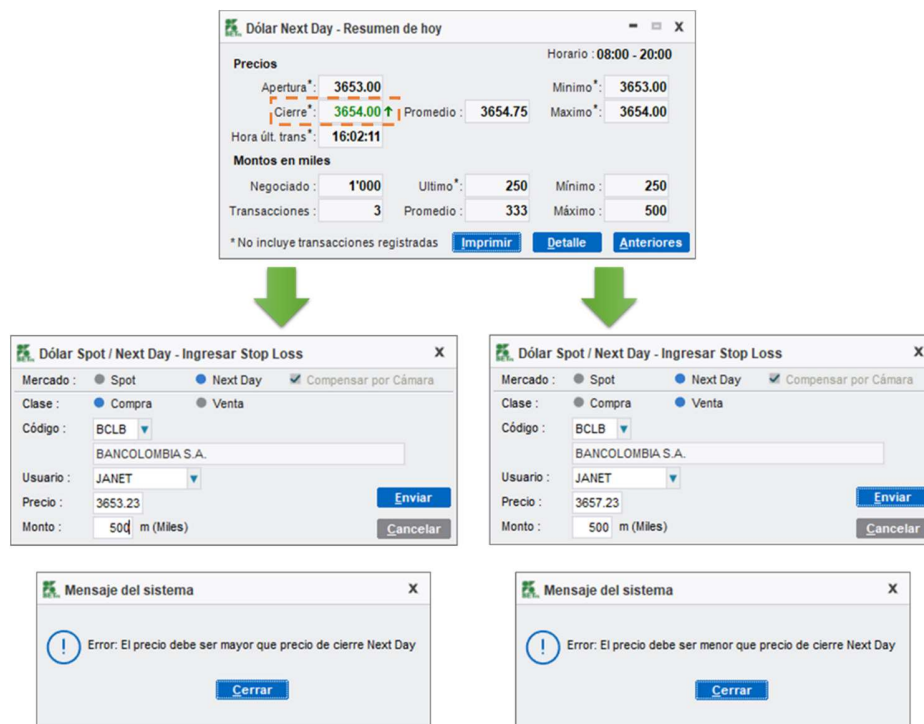 Dólar Next Day - Resumen de hoy
Horario : 08:00 - 20:00
Precios
Apertura*: 3653.00 Minimo*: 3653.00
Cierre*: 3654.00 Promedio : 3654.75 Maximo*: 3654.00
Hora últ. trans*: 16:02:11
Montos en miles
Negociado : 1'000 Ultimo*: 250 Mínimo : 250
Transacciones : 3 Promedio : 333 Máximo : 500
* No incluye transacciones registradas Imprimir Detalle Anteriores
Dólar Spot / Next Day - Ingresar Stop Loss
Mercado : Spot Next Day Compensar por Cámara
Clase : Compra Venta
Código : BCLB
BANCOLOMBIA S.A.
Usuario : JANET
Precio : 3653.23 Enviar
Monto : 500 m (Miles) Cancelar
Dólar Spot / Next Day - Ingresar Stop Loss
Mercado : Spot Next Day Compensar por Cámara
Clase : Compra Venta
Código : BCLB
BANCOLOMBIA S.A.
Usuario : JANET
Precio : 3657.23 Enviar
Monto : 500 m (Miles) Cancelar
Mensaje del sistema
Error: El precio debe ser mayor que precio de cierre Next Day
Cerrar
Mensaje del sistema
Error: El precio debe ser menor que precio de cierre Next Day
Cerrar